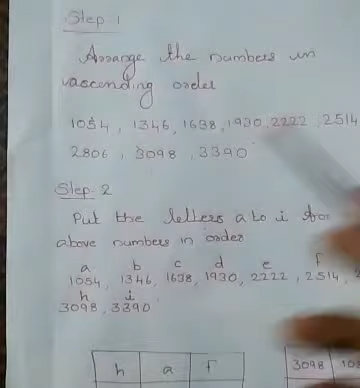 Step 1
Arrange the numbers in
ascending order
1054, 1346, 1638, 1930, 2222, 2514
2806, 3098, 3390
Step 2
Put the letters a to i for
above numbers in order
a b c d e f
1054, 1346, 1638, 1930, 2222, 2514,
h i
3098, 3390
h a f 3098